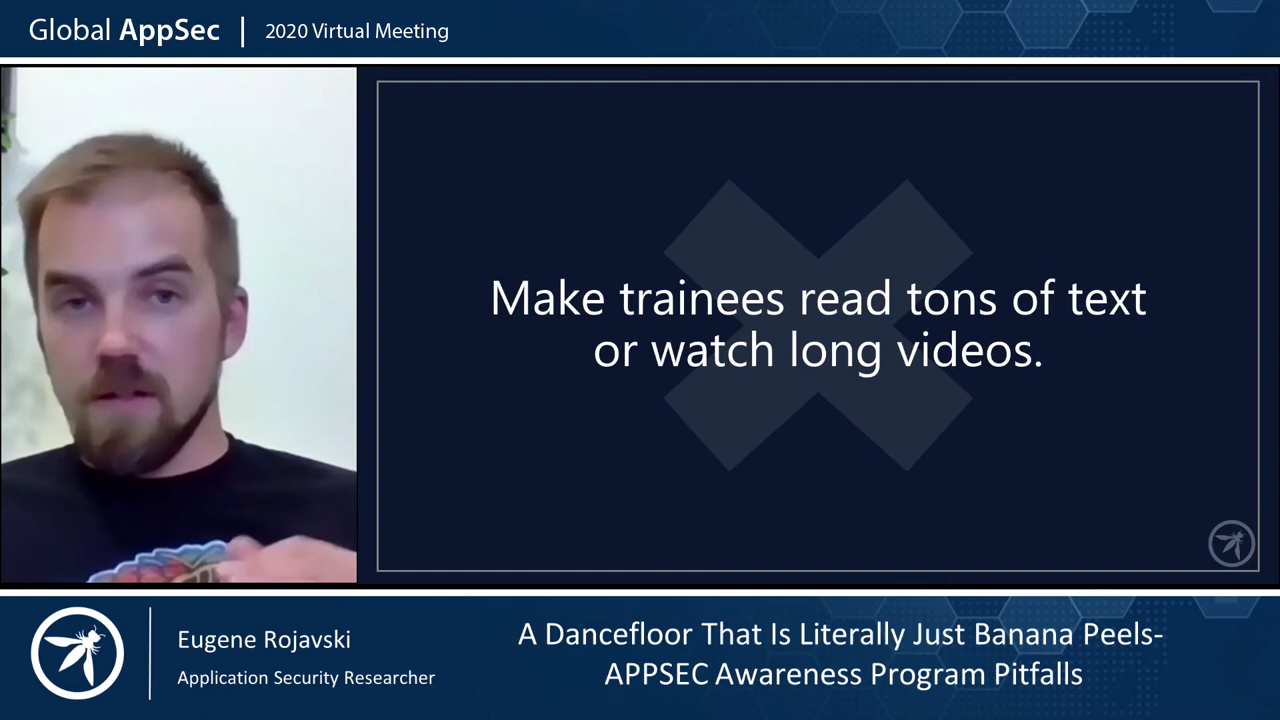 Global AppSec | 2020 Virtual Meeting
Make trainees read tons of text
or watch long videos.
Eugene Rojavski
Application Security Researcher
A Dancefloor That Is Literally Just Banana Peels-
APPSEC Awareness Program Pitfalls